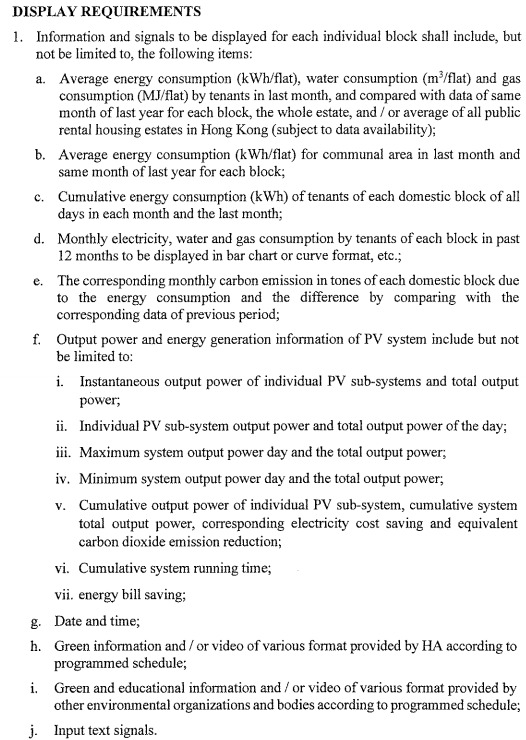 DISPLAY REQUIREMENTS
1. Information and signals to be displayed for each individual block shall include, but
not be limited to, the following items:
a. Average energy consumption (kWh/flat), water consumption (m³/flat) and gas
consumption (MJ/flat) by tenants in last month, and compared with data of same
month of last year for each block, the whole estate, and / or average of all public
rental housing estates in Hong Kong (subject to data availability);
b. Average energy consumption (kWh/flat) for communal area in last month and
same month of last year for each block;
c. Cumulative energy consumption (kWh) of tenants of each domestic block of all
days in each month and the last month;
d. Monthly electricity, water and gas consumption by tenants of each block in past
12 months to be displayed in bar chart or curve format, etc.;
e. The corresponding monthly carbon emission in tones of each domestic block due
to the energy consumption and the difference by comparing with the
corresponding data of previous period;
f. Output power and energy generation information of PV system include but not
be limited to:
i. Instantaneous output power of individual PV sub-systems and total output
power;
ii. Individual PV sub-system output power and total output power of the day;
iii. Maximum system output power day and the total output power;
iv. Minimum system output power day and the total output power;
v. Cumulative output power of individual PV sub-system, cumulative system
total output power, corresponding electricity cost saving and equivalent
carbon dioxide emission reduction;
vi. Cumulative system running time;
vii. energy bill saving;
g. Date and time;
h. Green information and / or video of various format provided by HA according to
programmed schedule;
i. Green and educational information and / or video of various format provided by
other environmental organizations and bodies according to programmed schedule;
j. Input text signals.